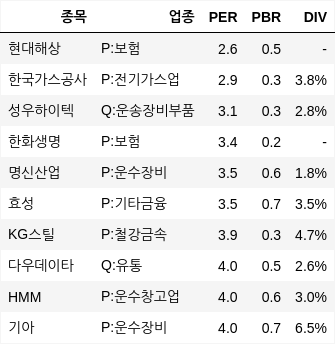 종목 업종 PER PBR DIV
현대해상 P:보험 2.6 0.5 -
한국가스공사 P:전기가스업 2.9 0.3 3.8%
성우하이텍 Q:운송장비부품 3.1 0.3 2.8%
한화생명 P:보험 3.4 0.2 -
명신산업 P:운수장비 3.5 0.6 1.8%
효성 P:기타금융 3.5 0.7 3.5%
KG스틸 P:철강금속 3.9 0.3 4.7%
다우데이타 Q:유통 4.0 0.5 2.6%
HMM P:운수창고업 4.0 0.6 3.0%
기아 P:운수장비 4.0 0.7 6.5%